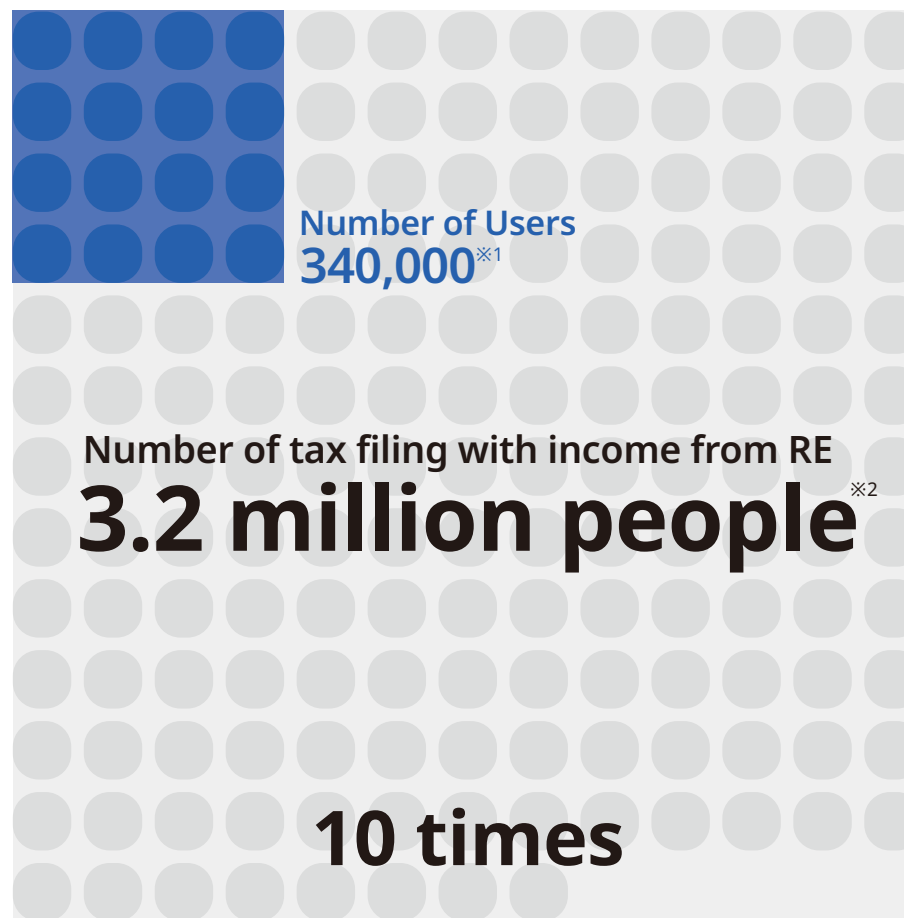 Number of Users
340,000※1
Number of tax filing with income from RE
3.2 million people※2
10 times